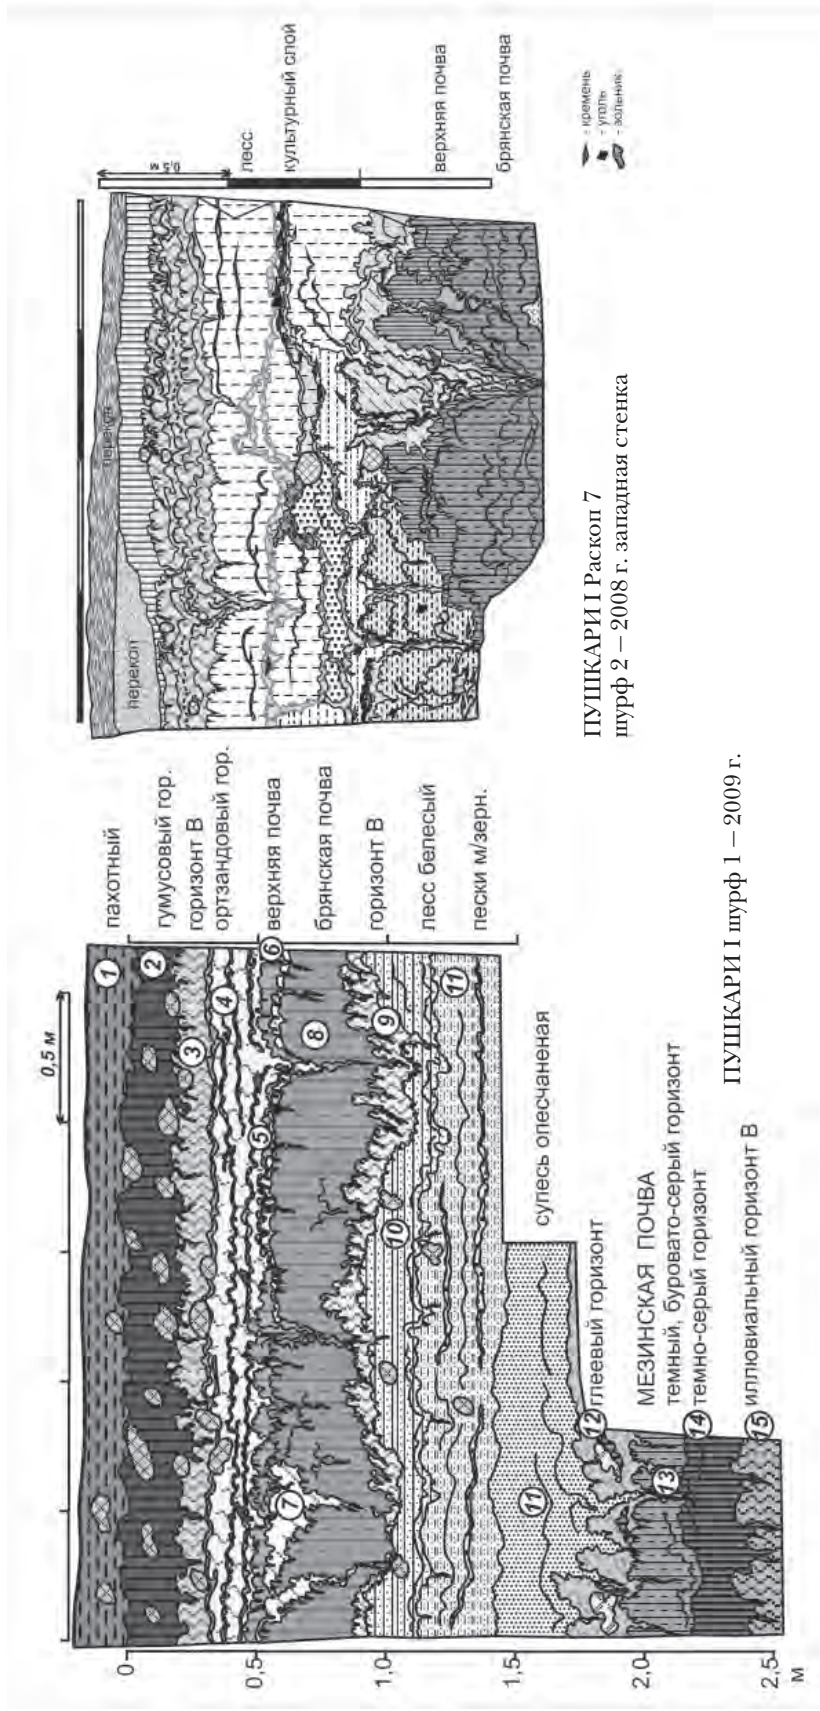 перекоп
перекоп
0,5 м
лесс
культурный слой
верхняя почва
брянская почва
- кремень
- уголь
- зольник
ПУШКАРИ I Раскоп 7
шурф 2 – 2008 г. западная стенка
0,5 м
пахотный
гумусовый гор.
горизонт В
ортзандовый гор.
верхняя почва
брянская почва
горизонт В
лесс белесый
пески м/зерн.
супесь опесчаненая
глеевый горизонт
МЕЗИНСКАЯ ПОЧВА
темный, буровато-серый горизонт
темно-серый горизонт
иллювиальный горизонт В
1
2
3
4
5
6
7
8
9
10
11
11
12
13
14
15
0
0,5
1,0
1,5
2,0
2,5
м
ПУШКАРИ I шурф 1 – 2009 г.